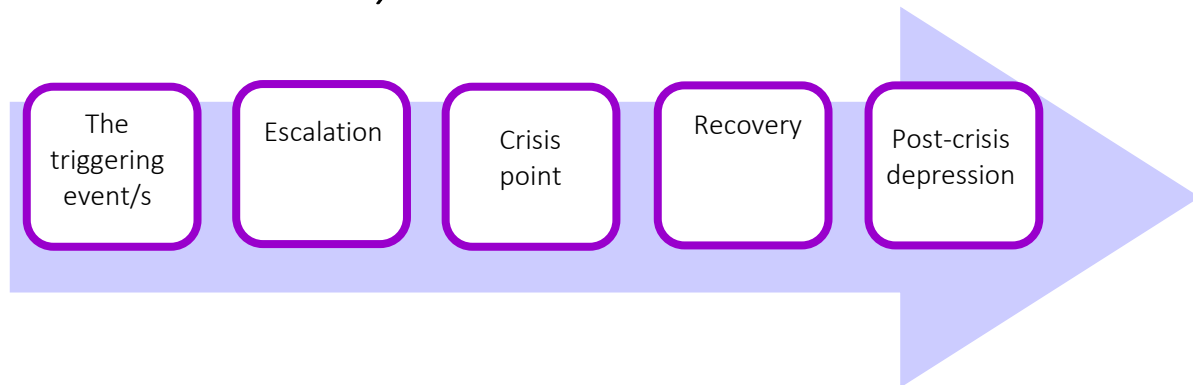 The
triggering
event/s
Escalation
Crisis
point
Recovery
Post-crisis
depression